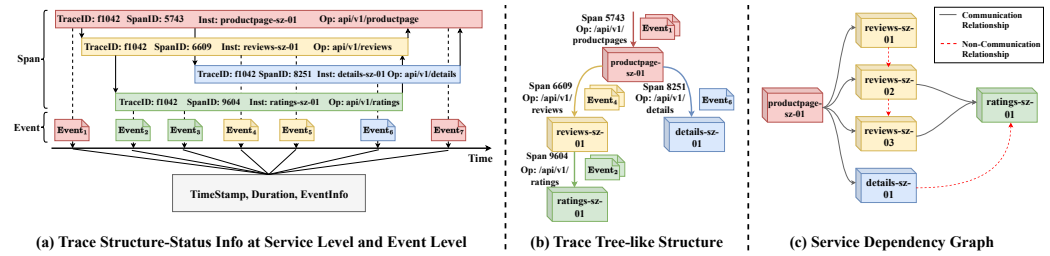 TraceID: f1042 SpanID: 5743 Inst: productpage-sz-01 Op: api/v1/productpage
TraceID: f1042 SpanID: 6609 Inst: reviews-sz-01 Op: api/v1/reviews
Span
TraceID: f1042 SpanID: 8251 Inst: details-sz-01 Op: api/v1/details
TraceID: f1042 SpanID: 9604 Inst: ratings-sz-01 Op: api/v1/ratings
Event
Event1
Event2
Event3
Event4
Event5
Event6
Event7
Time
TimeStamp, Duration, EventInfo
(a) Trace Structure-Status Info at Service Level and Event Level
Span 5743
Op: /api/v1/
productpages
Event1
productpage-
sz-01
Span 6609
Op: /api/v1/
reviews
Event4
Span 8251
Op: /api/v1/
details
Event6
reviews-sz-
01
details-sz-
01
Span 9604
Op: /api/v1/
ratings
Event2
ratings-sz-
01
(b) Trace Tree-like Structure
Communication
Relationship
Non-Communication
Relationship
reviews-sz-
01
reviews-sz-
02
productpage-
sz-01
ratings-sz-
01
reviews-sz-
03
details-sz-
01
(c) Service Dependency Graph